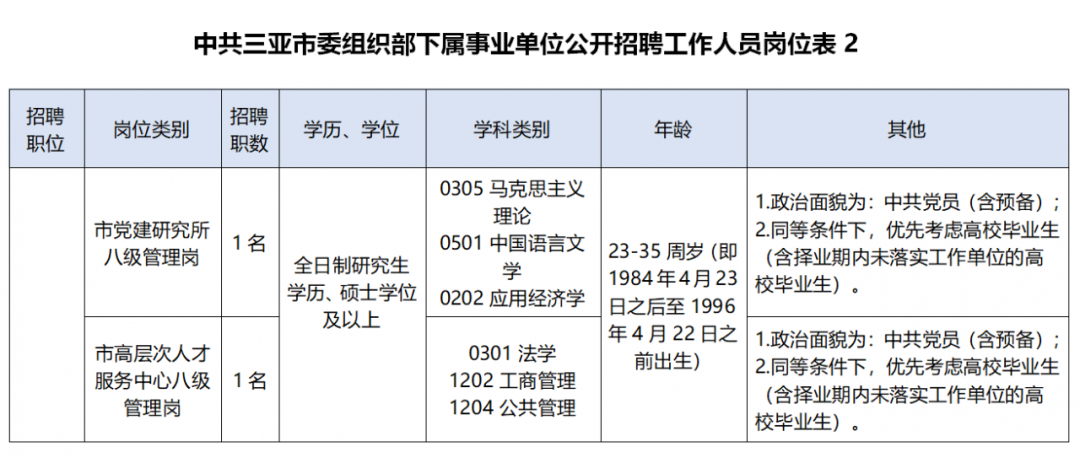 中共三亚市委组织部下属事业单位公开招聘工作人员岗位表 2
招聘
职位
岗位类别
招聘
职数
学历、学位
学科类别
年龄
其他
市党建研究所
八级管理岗
1 名
全日制研究生
学历、硕士学位
及以上
0305 马克思主义
理论
0501 中国语言文
学
0202 应用经济学
23-35 周岁（即
1984 年 4 月 23
日之后至 1996
年 4 月 22 日之
前出生）
1.政治面貌为：中共党员（含预备）；
2.同等条件下，优先考虑高校毕业生
（含择业期内未落实工作单位的高
校毕业生）。
市高层次人才
服务中心八级
管理岗
1 名
0301 法学
1202 工商管理
1204 公共管理
1.政治面貌为：中共党员（含预备）；
2.同等条件下，优先考虑高校毕业生
（含择业期内未落实工作单位的高
校毕业生）。